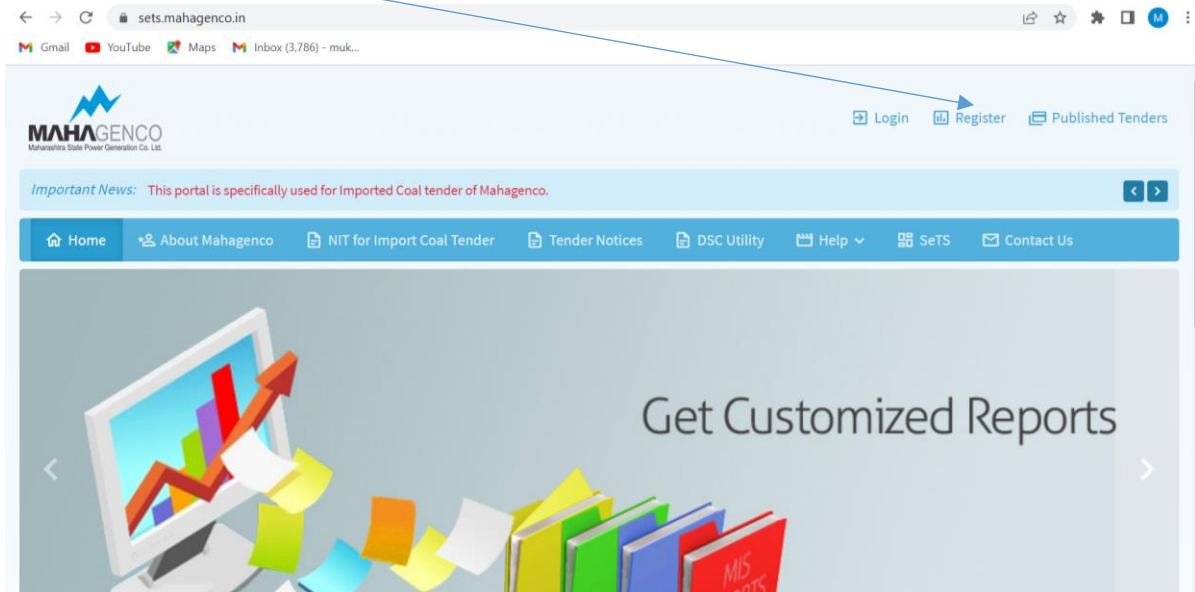 sets.mahagenco.in
M
Gmail YouTube Maps Inbox (3,786) - muk...
MAHAGENCO
Maharashtra State Power Generation Co. Ltd.
Login Register Published Tenders
Important News: This portal is specifically used for Imported Coal tender of Mahagenco.
Home About Mahagenco NIT for Import Coal Tender Tender Notices DSC Utility Help SeTS Contact Us
Get Customized Reports
MIS